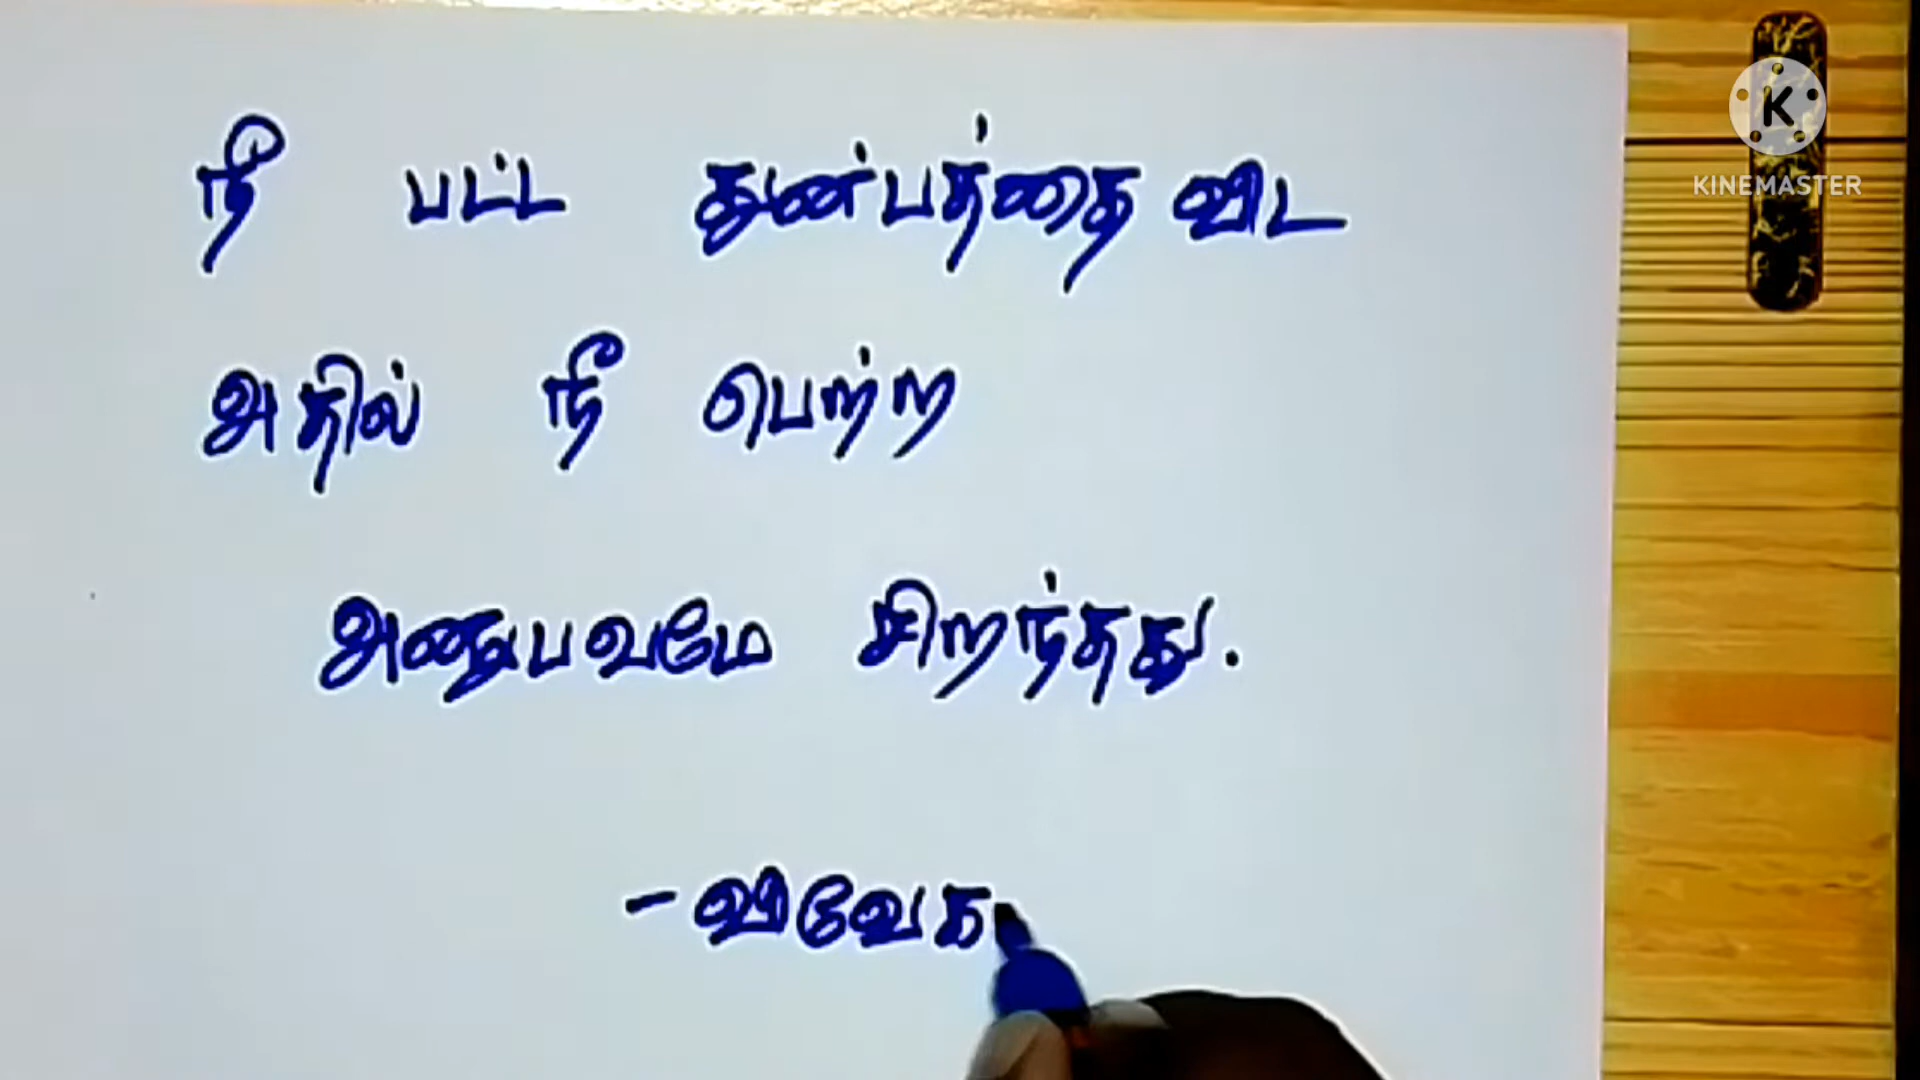 நீ பட்ட துன்பத்தை விட
அதில் நீ பெற்ற
அனுபவமே சிறந்தது.
- விவேக
KINEMASTER